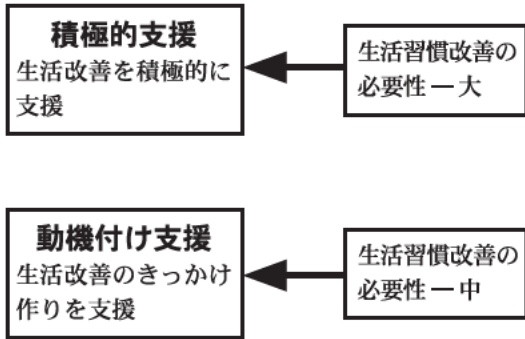 積極的支援
生活改善を積極的に
支援
生活習慣改善の
必要性ー大
動機付け支援
生活改善のきっかけ
作りを支援
生活習慣改善の
必要性ー中